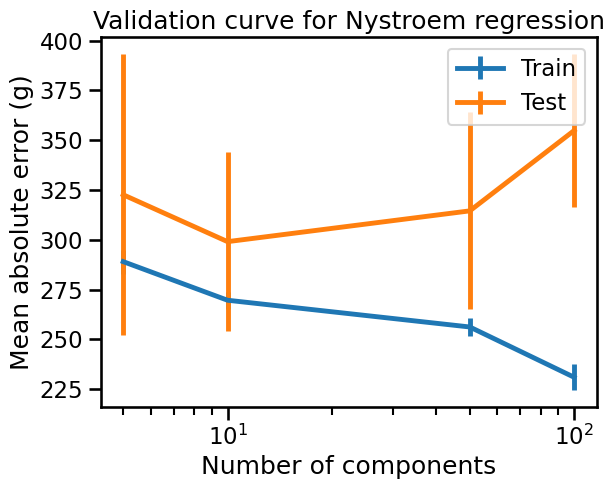 Validation curve for Nystroem regression
Train
Test
Mean absolute error (g)
400
375
350
325
300
275
250
225
10¹
10²
Number of components